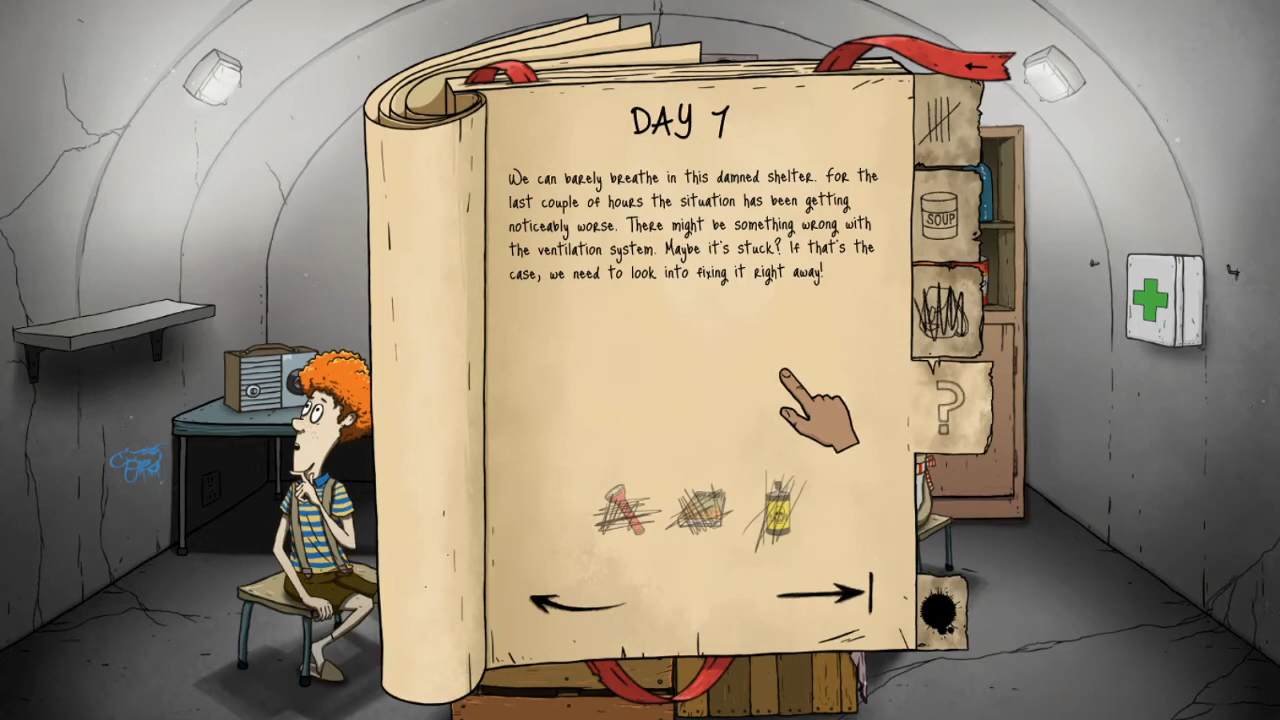 DAY 7
We can barely breathe in this damned shelter. For the
last couple of hours the situation has been getting
noticeably worse. There might be something wrong with
the ventilation system. Maybe it's stuck? If that's the
case, we need to look into fixing it right away!
SOUP
?